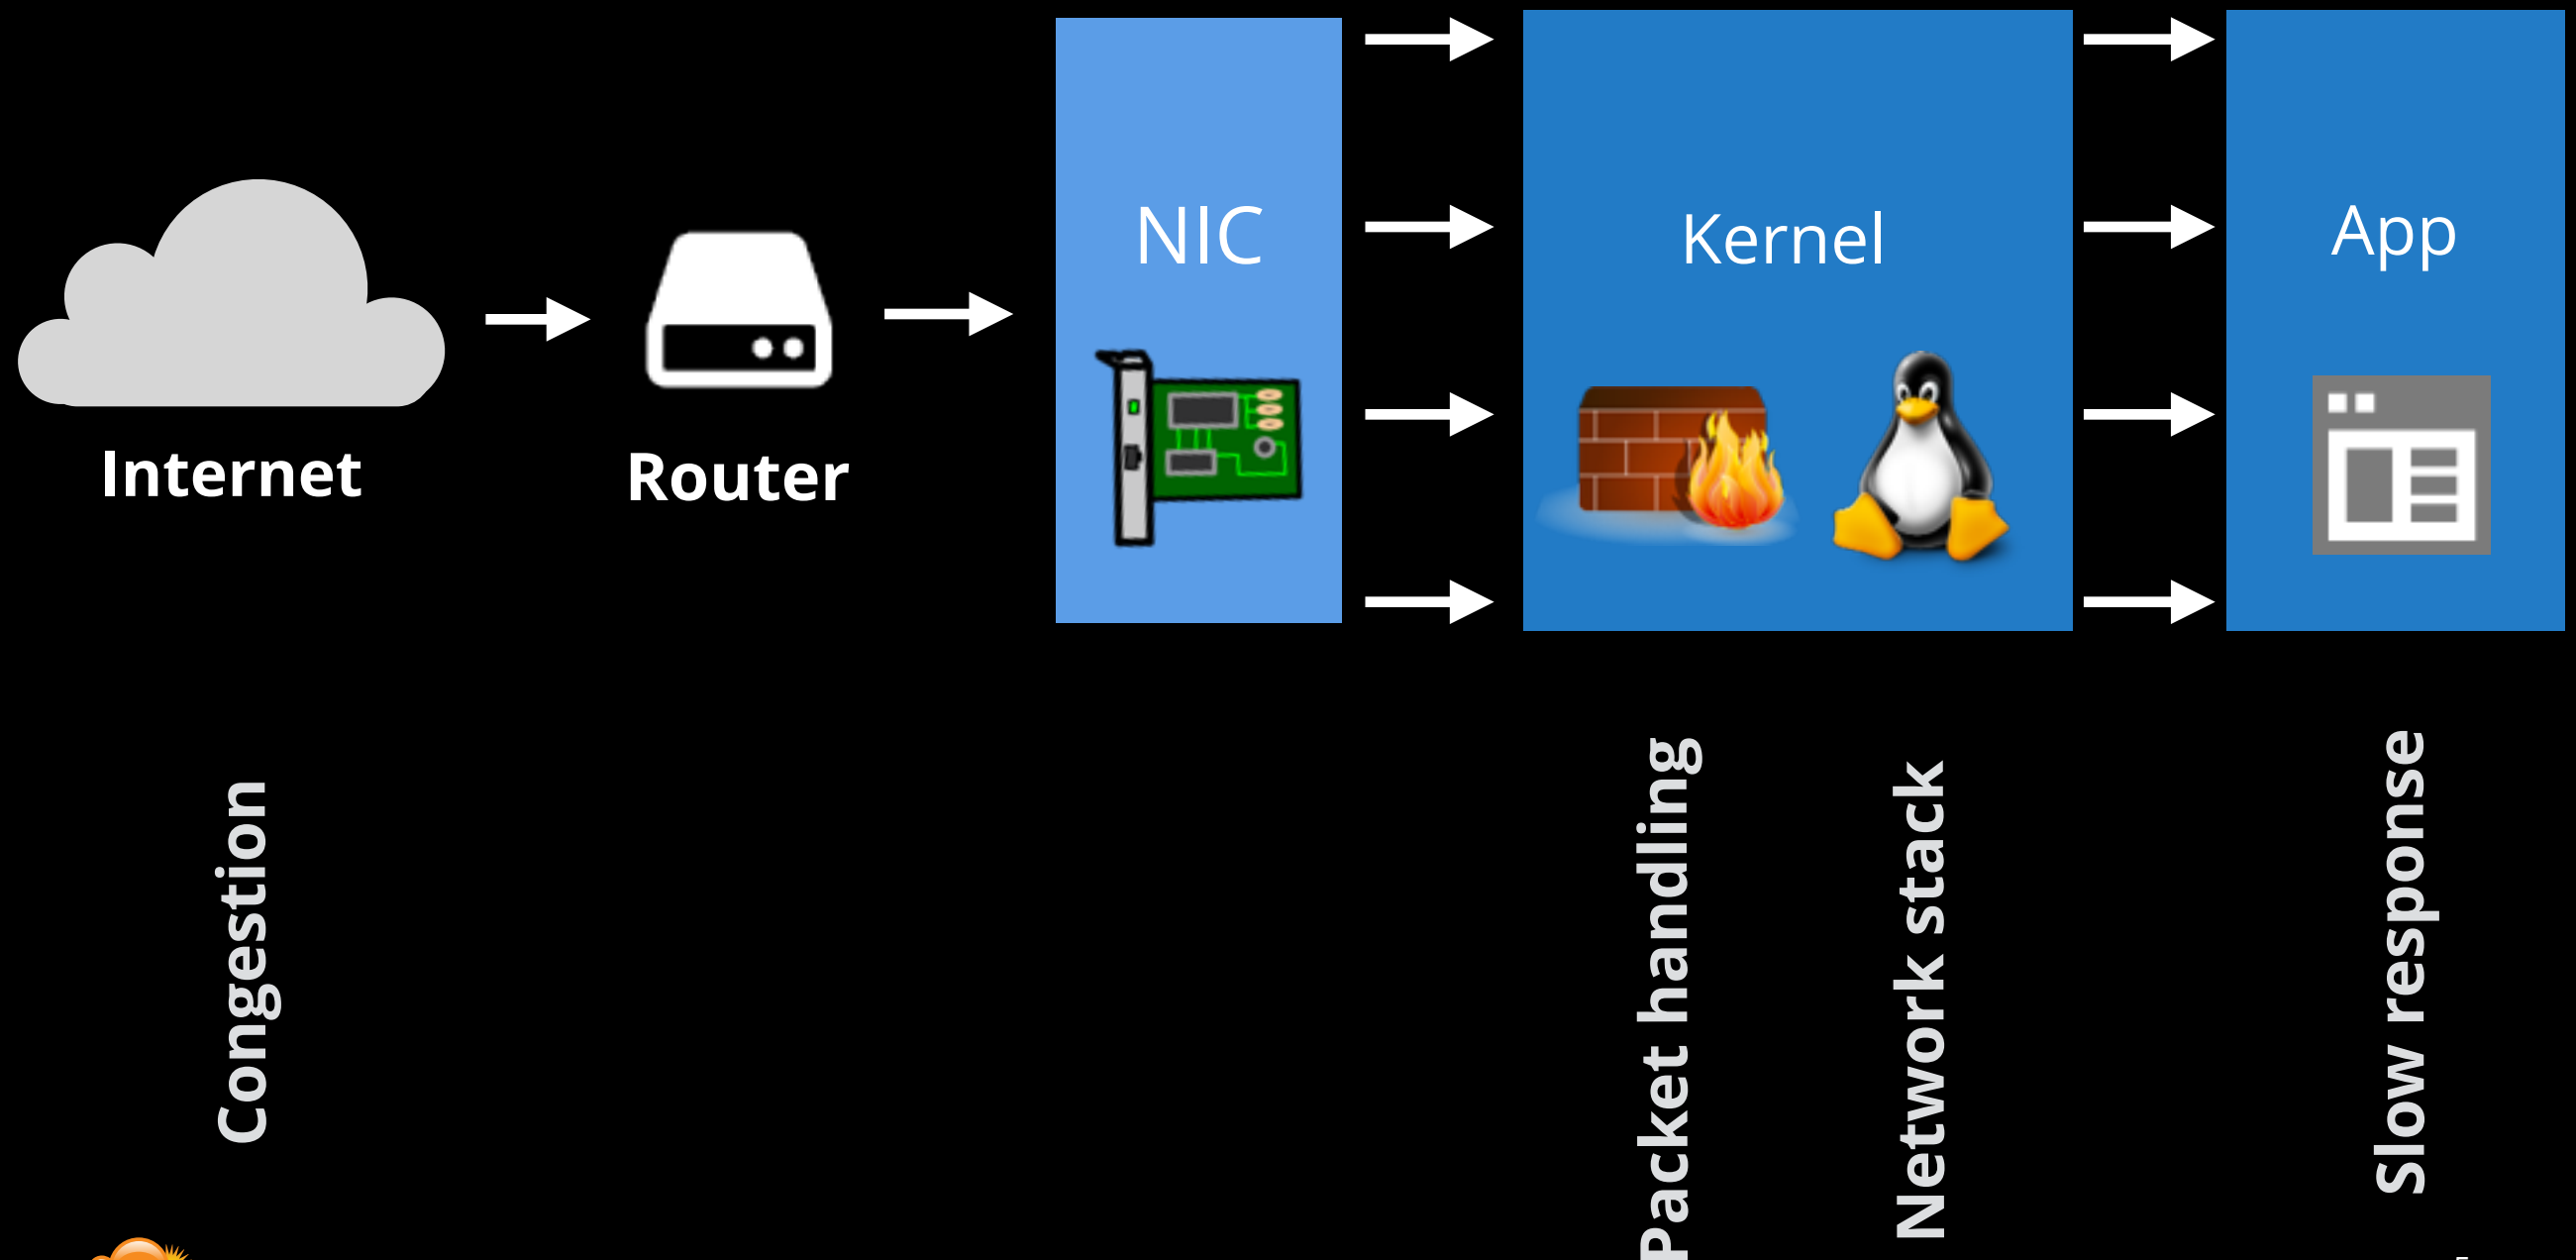 NIC
Kernel
App
Internet
Router
Congestion
Packet handling
Network stack
Slow response